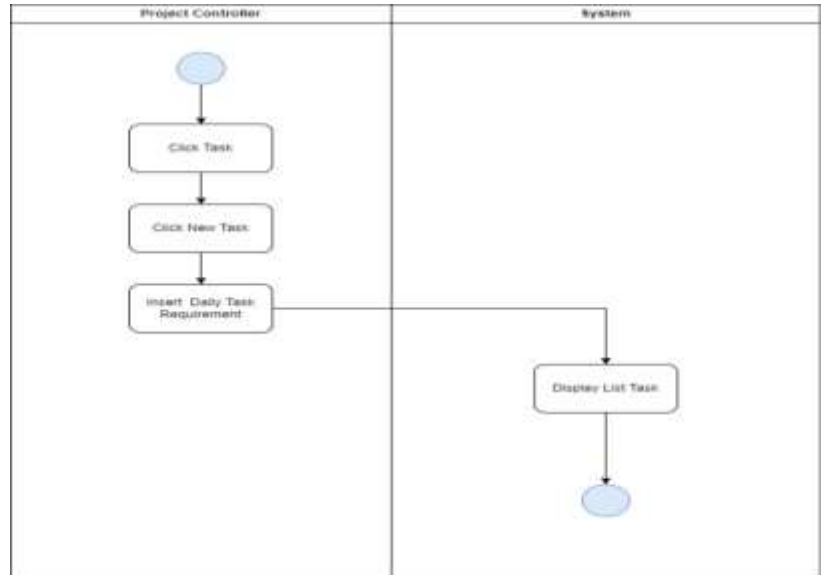 Project Controller
System
Click Task
Click New Task
Insert Daily Task
Requirement
Display List Task